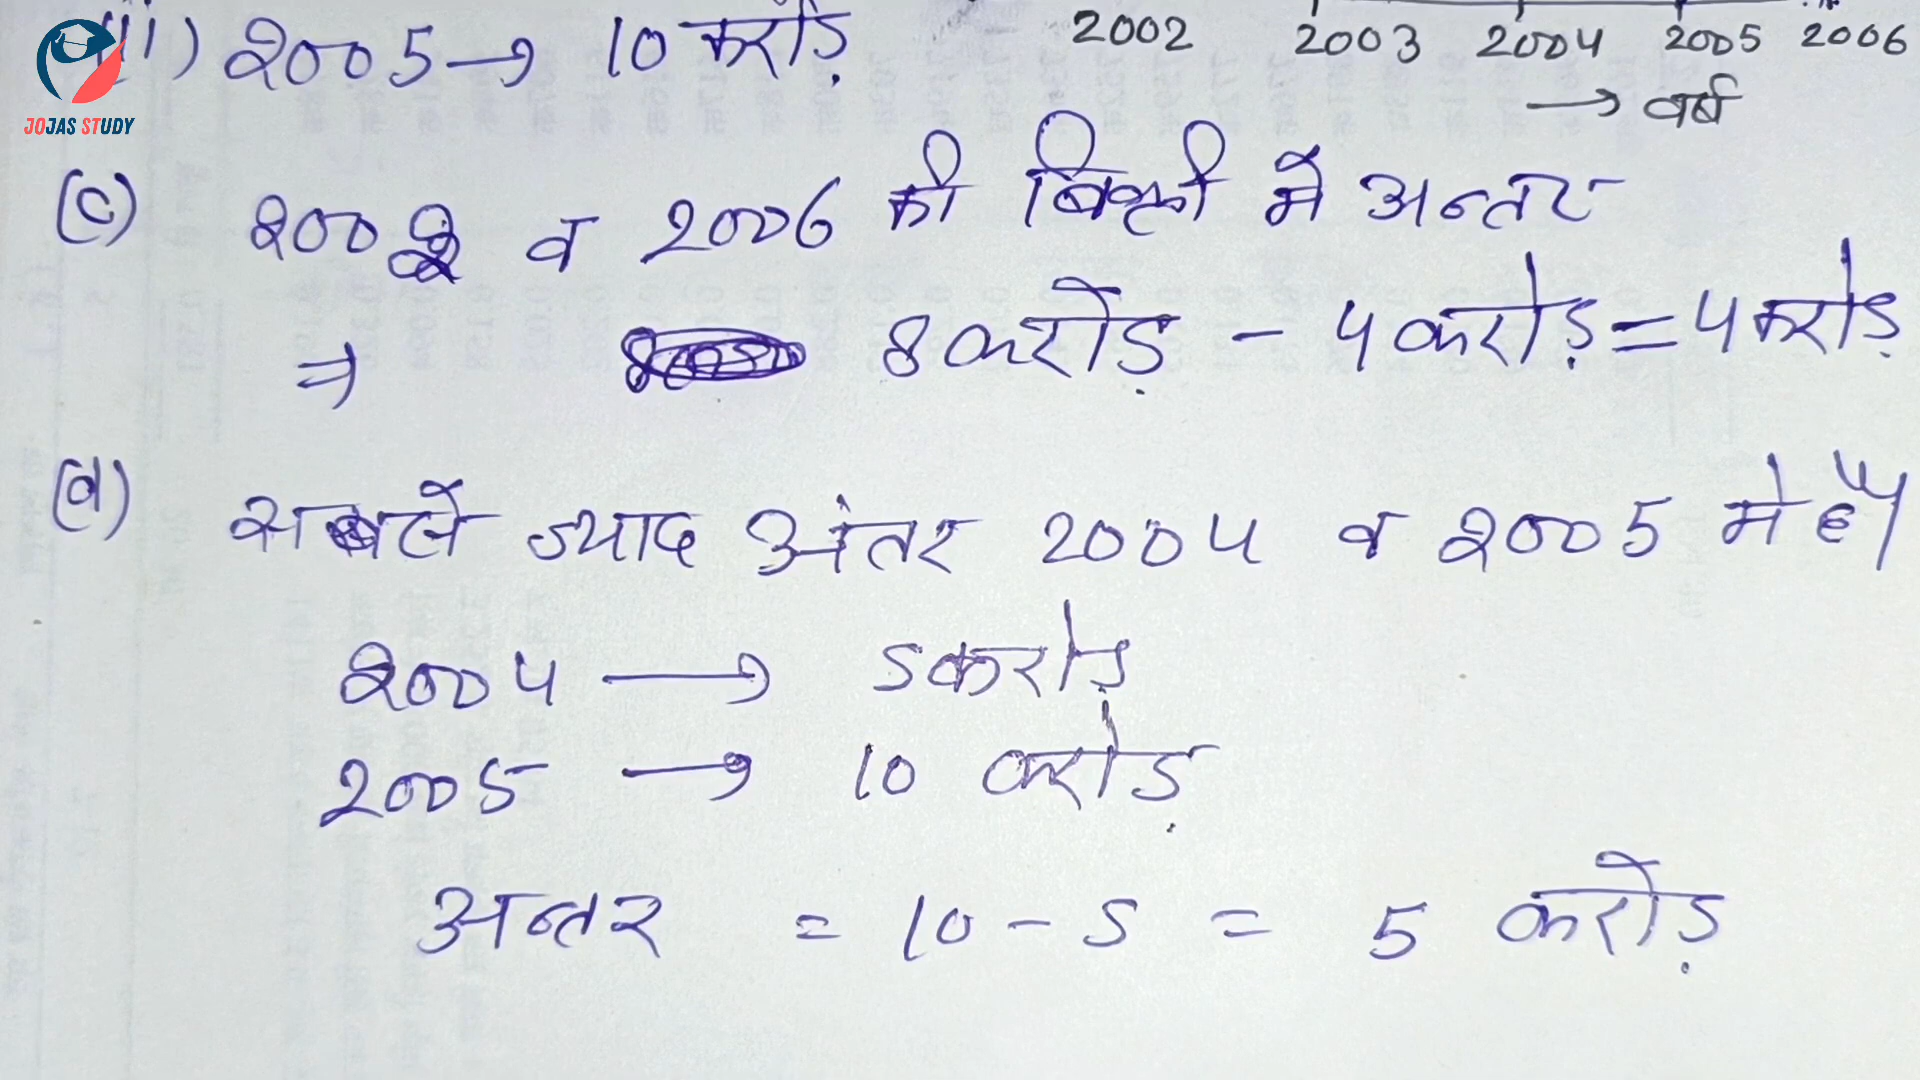 ii) 2005 → 10 करोड़
2002 2003 2004 2005 2006
→ वर्ष
JOJAS STUDY
(c) 2002 व 2006 की बिक्री में अन्तर
⇒ 8 करोड़ - 4 करोड़ = 4 करोड़
(d) सबसे ज्याद अंतर 2004 व 2005 मे है।
2004 → 5 करोड़
2005 → 10 करोड़
अन्तर = 10 - 5 = 5 करोड़